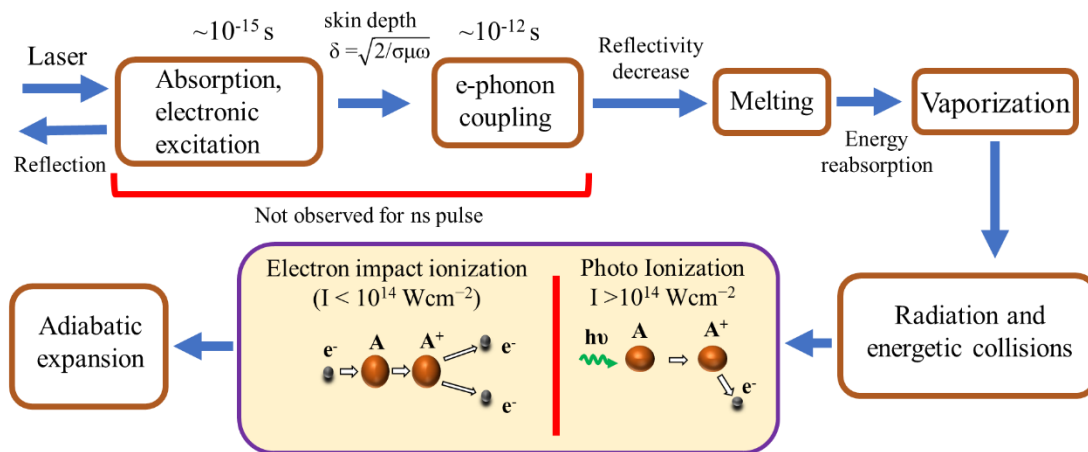 Laser
Reflection
~10⁻¹⁵ s
Absorption,
electronic
excitation
skin depth
δ =√2/σμω
~10⁻¹² s
e-phonon
coupling
Not observed for ns pulse
Reflectivity
decrease
Melting
Energy
reabsorption
Vaporization
Radiation and
energetic collisions
Photo Ionization
I >10¹⁴ Wcm⁻²
hυ
A
A⁺
e⁻
Electron impact ionization
(I < 10¹⁴ Wcm⁻²)
e⁻
A
A⁺
e⁻
e⁻
Adiabatic
expansion